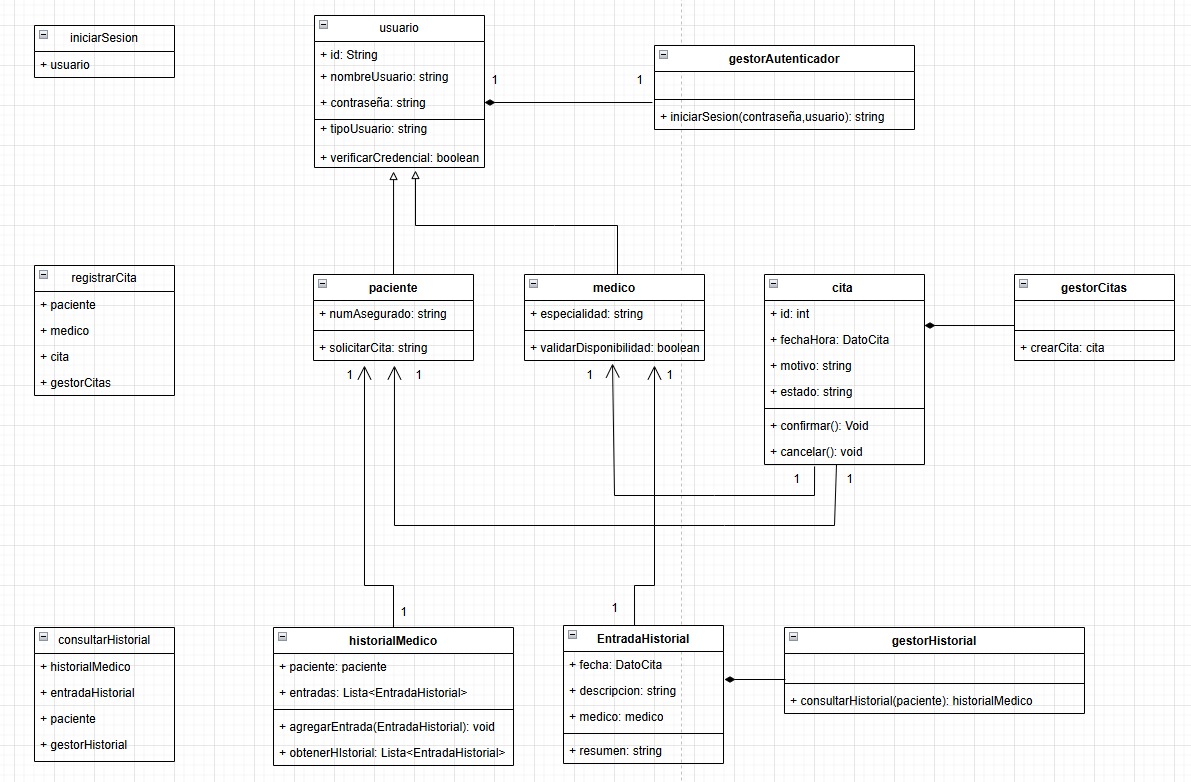 iniciarSesion
+ usuario
usuario
+ id: String
+ nombreUsuario: string
+ contraseña: string
+ tipoUsuario: string
+ verificarCredencial: boolean
1
1
gestorAutenticador
+ iniciarSesion(contraseña,usuario): string
registrarCita
+ paciente
+ medico
+ cita
+ gestorCitas
paciente
+ numAsegurado: string
+ solicitarCita: string
medico
+ especialidad: string
+ validarDisponibilidad: boolean
cita
+ id: int
+ fechaHora: DatoCita
+ motivo: string
+ estado: string
+ confirmar(): Void
+ cancelar(): void
gestorCitas
+ crearCita: cita
1
1
1
1
1
1
1
1
consultarHistorial
+ historialMedico
+ entradaHistorial
+ paciente
+ gestorHistorial
historialMedico
+ paciente: paciente
+ entradas: Lista<EntradaHistorial>
+ agregarEntrada(EntradaHistorial): void
+ obtenerHIstorial: Lista<EntradaHistorial>
EntradaHistorial
+ fecha: DatoCita
+ descripcion: string
+ medico: medico
+ resumen: string
gestorHistorial
+ consultarHistorial(paciente): historialMedico